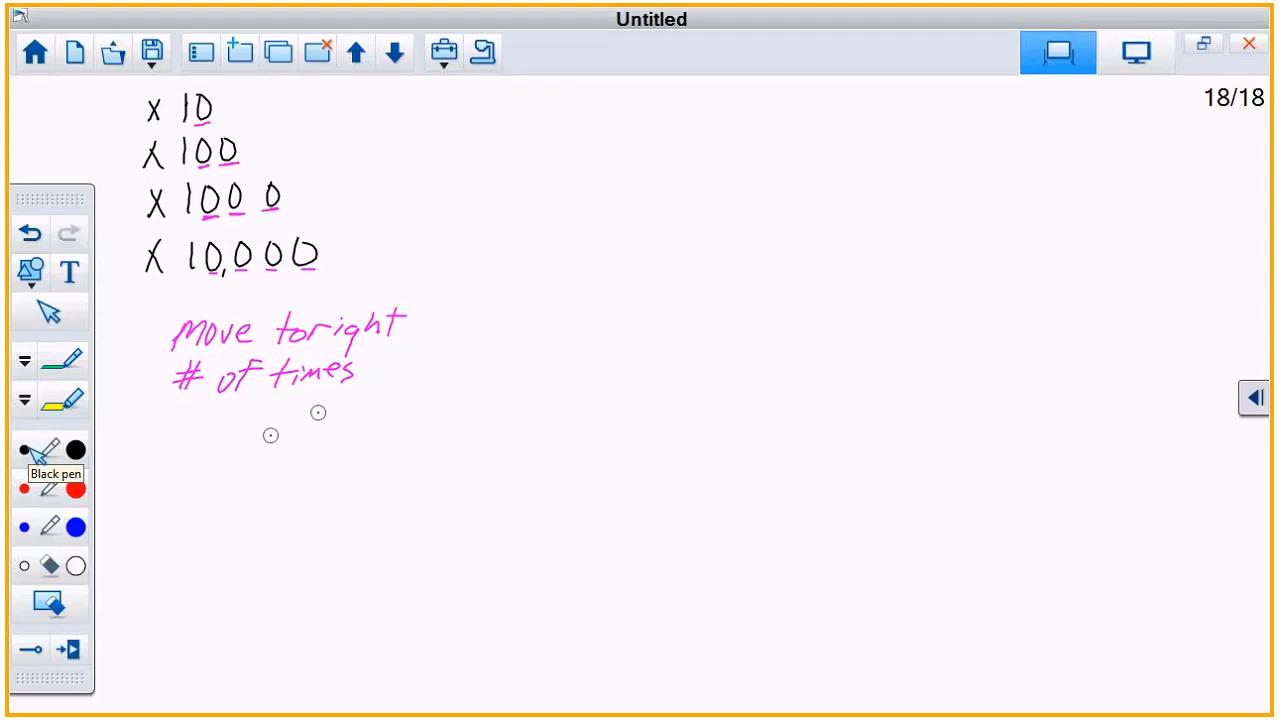 Untitled
18/18
x 10
x 100
x 1000
x 10,000
Move to right
# of times
T
Black pen